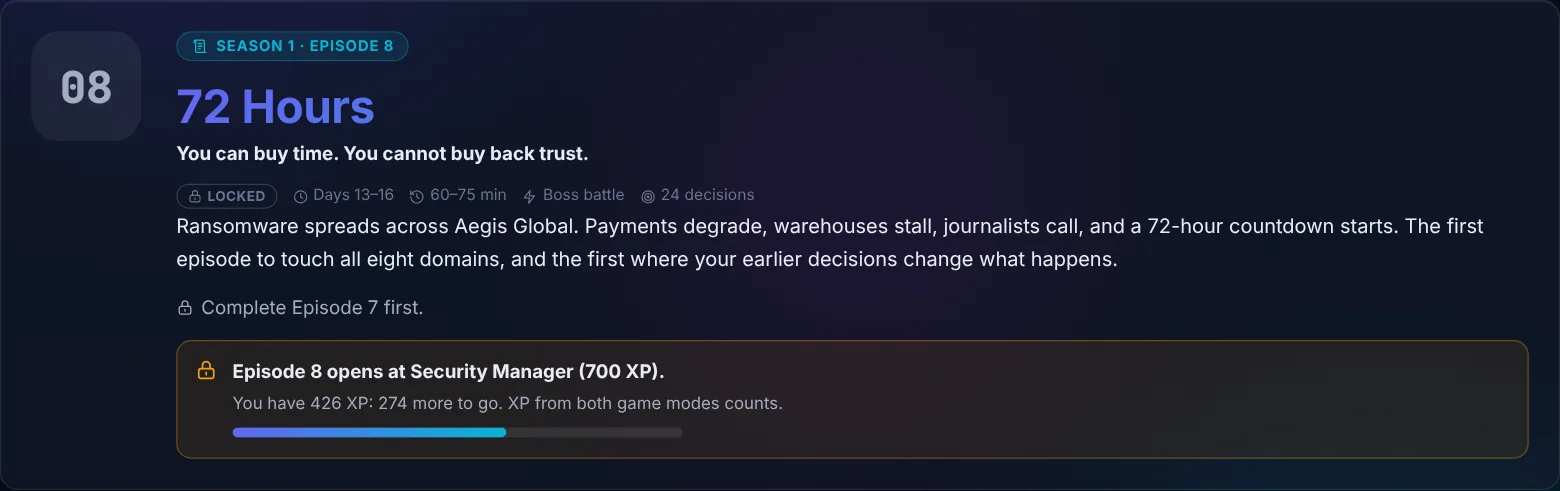 08
SEASON 1 · EPISODE 8
72 Hours
You can buy time. You cannot buy back trust.
LOCKED Days 13–16 60–75 min Boss battle 24 decisions
Ransomware spreads across Aegis Global. Payments degrade, warehouses stall, journalists call, and a 72-hour countdown starts. The first
episode to touch all eight domains, and the first where your earlier decisions change what happens.
Complete Episode 7 first.
Episode 8 opens at Security Manager (700 XP).
You have 426 XP: 274 more to go. XP from both game modes counts.